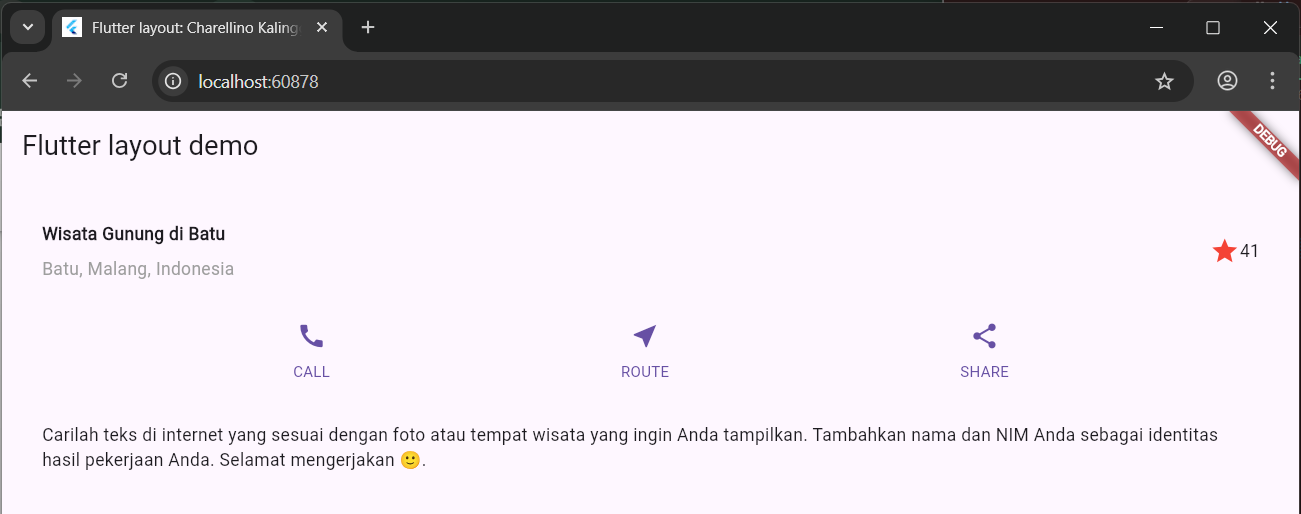 Flutter layout: Charellino Kaling
localhost:60878
Flutter layout demo
DEBUG
Wisata Gunung di Batu
Batu, Malang, Indonesia
41
CALL
ROUTE
SHARE
Carilah teks di internet yang sesuai dengan foto atau tempat wisata yang ingin Anda tampilkan. Tambahkan nama dan NIM Anda sebagai identitas
hasil pekerjaan Anda. Selamat mengerjakan 🙂.